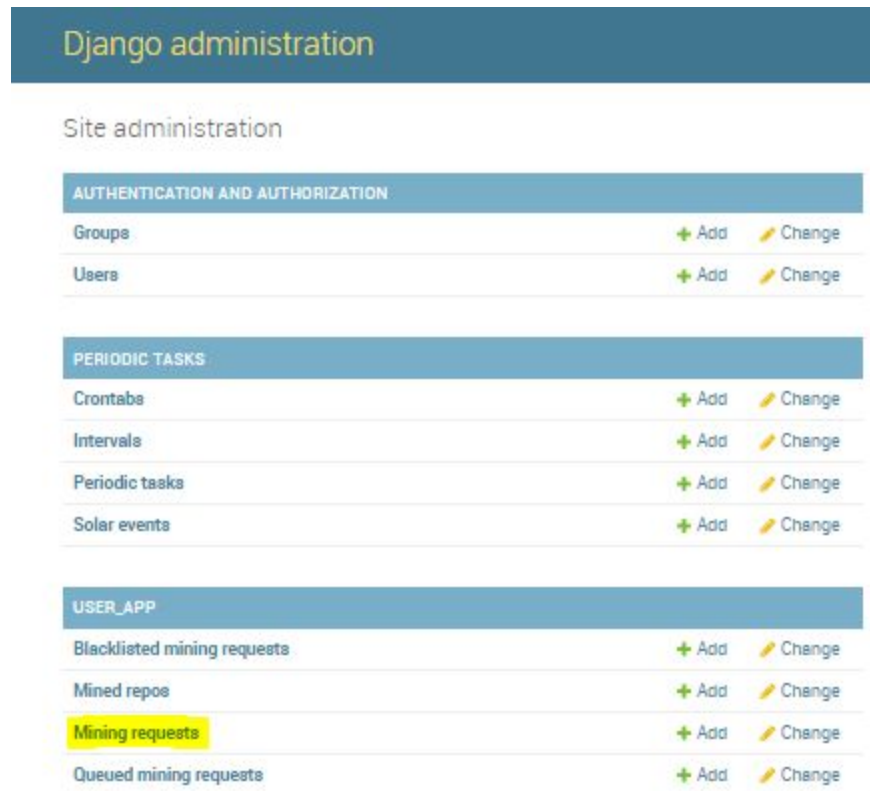 Django administration
Site administration
AUTHENTICATION AND AUTHORIZATION
Groups Add Change
Users Add Change
PERIODIC TASKS
Crontabs Add Change
Intervals Add Change
Periodic tasks Add Change
Solar events Add Change
USER_APP
Blacklisted mining requests Add Change
Mined repos Add Change
Mining requests Add Change
Queued mining requests Add Change